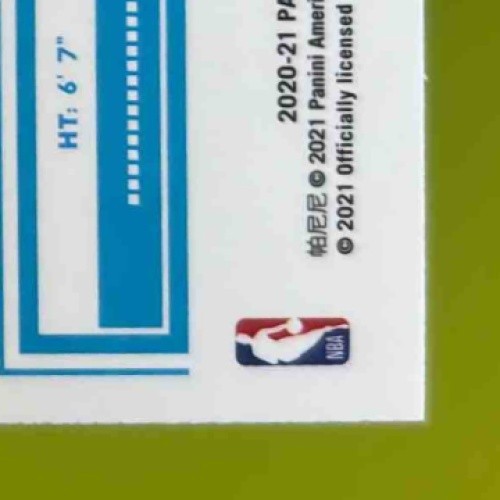 HT: 6' 7"
2020-21 PA
帕尼尼 © 2021 Panini Ameri
© 2021 Officially licensed
NBA